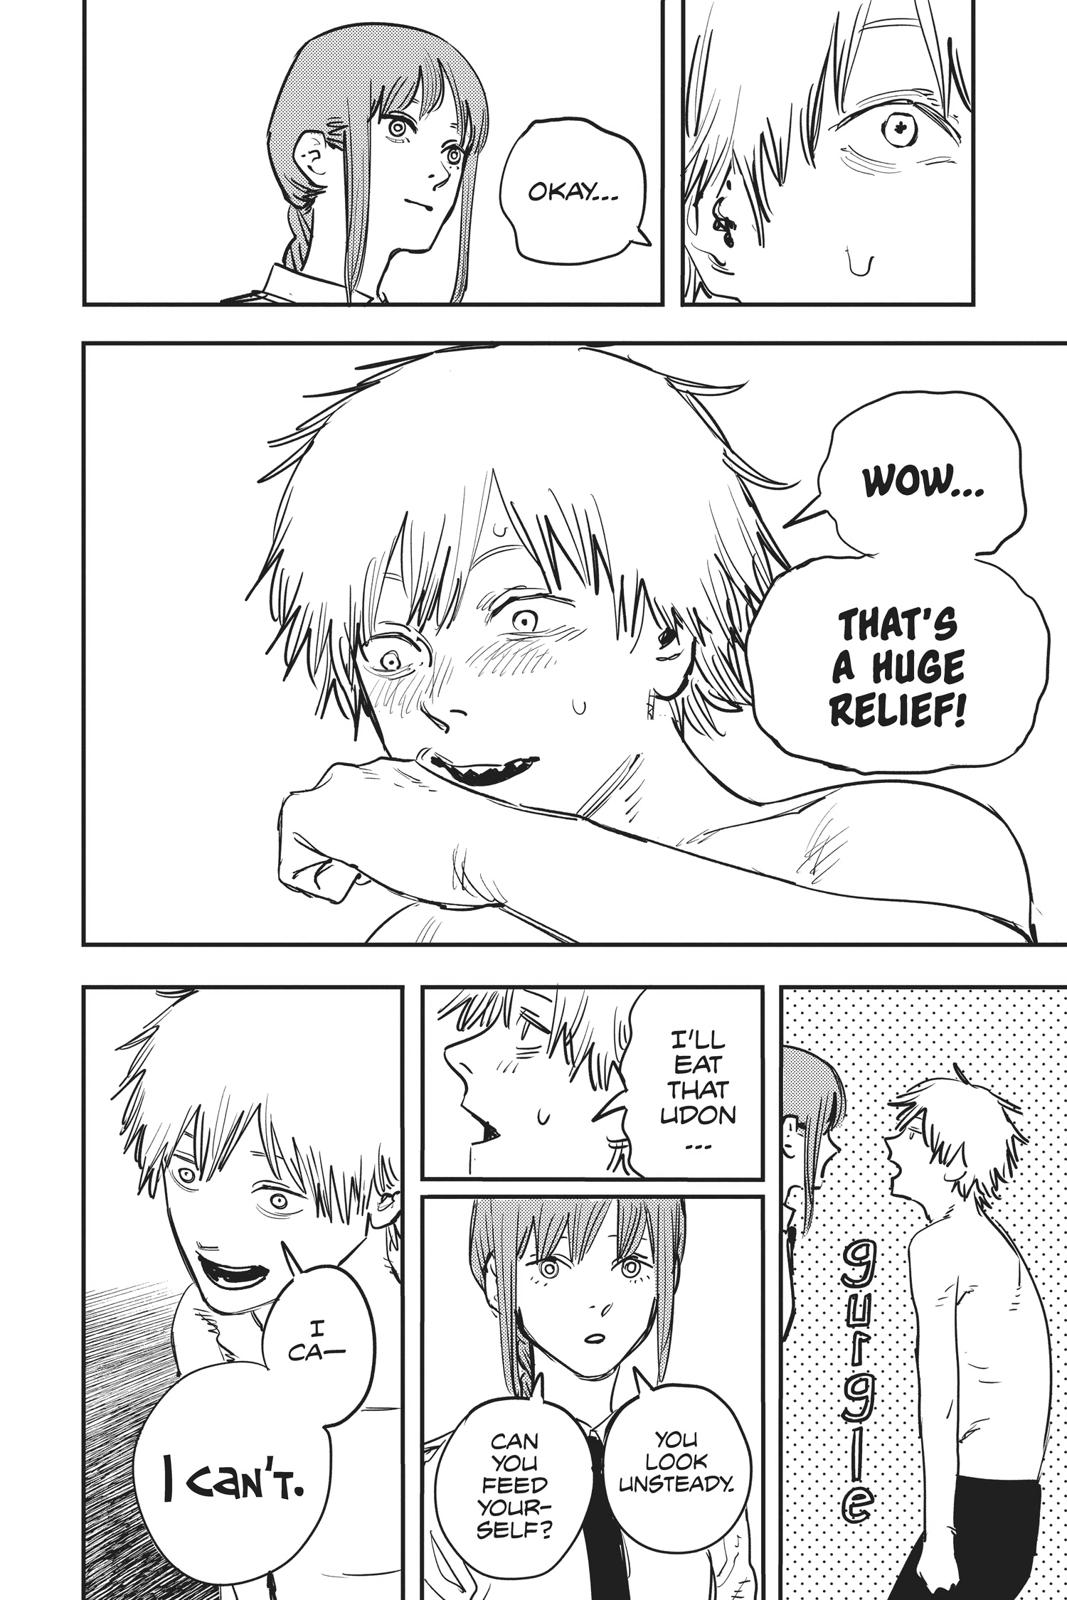 OKAY...
WOW...
THAT'S
A HUGE
RELIEF!
gurgle
I'LL
EAT
THAT
UDON
...
YOU
LOOK
UNSTEADY.
CAN
YOU
FEED
YOUR-
SELF?
I
CA—
I can't.